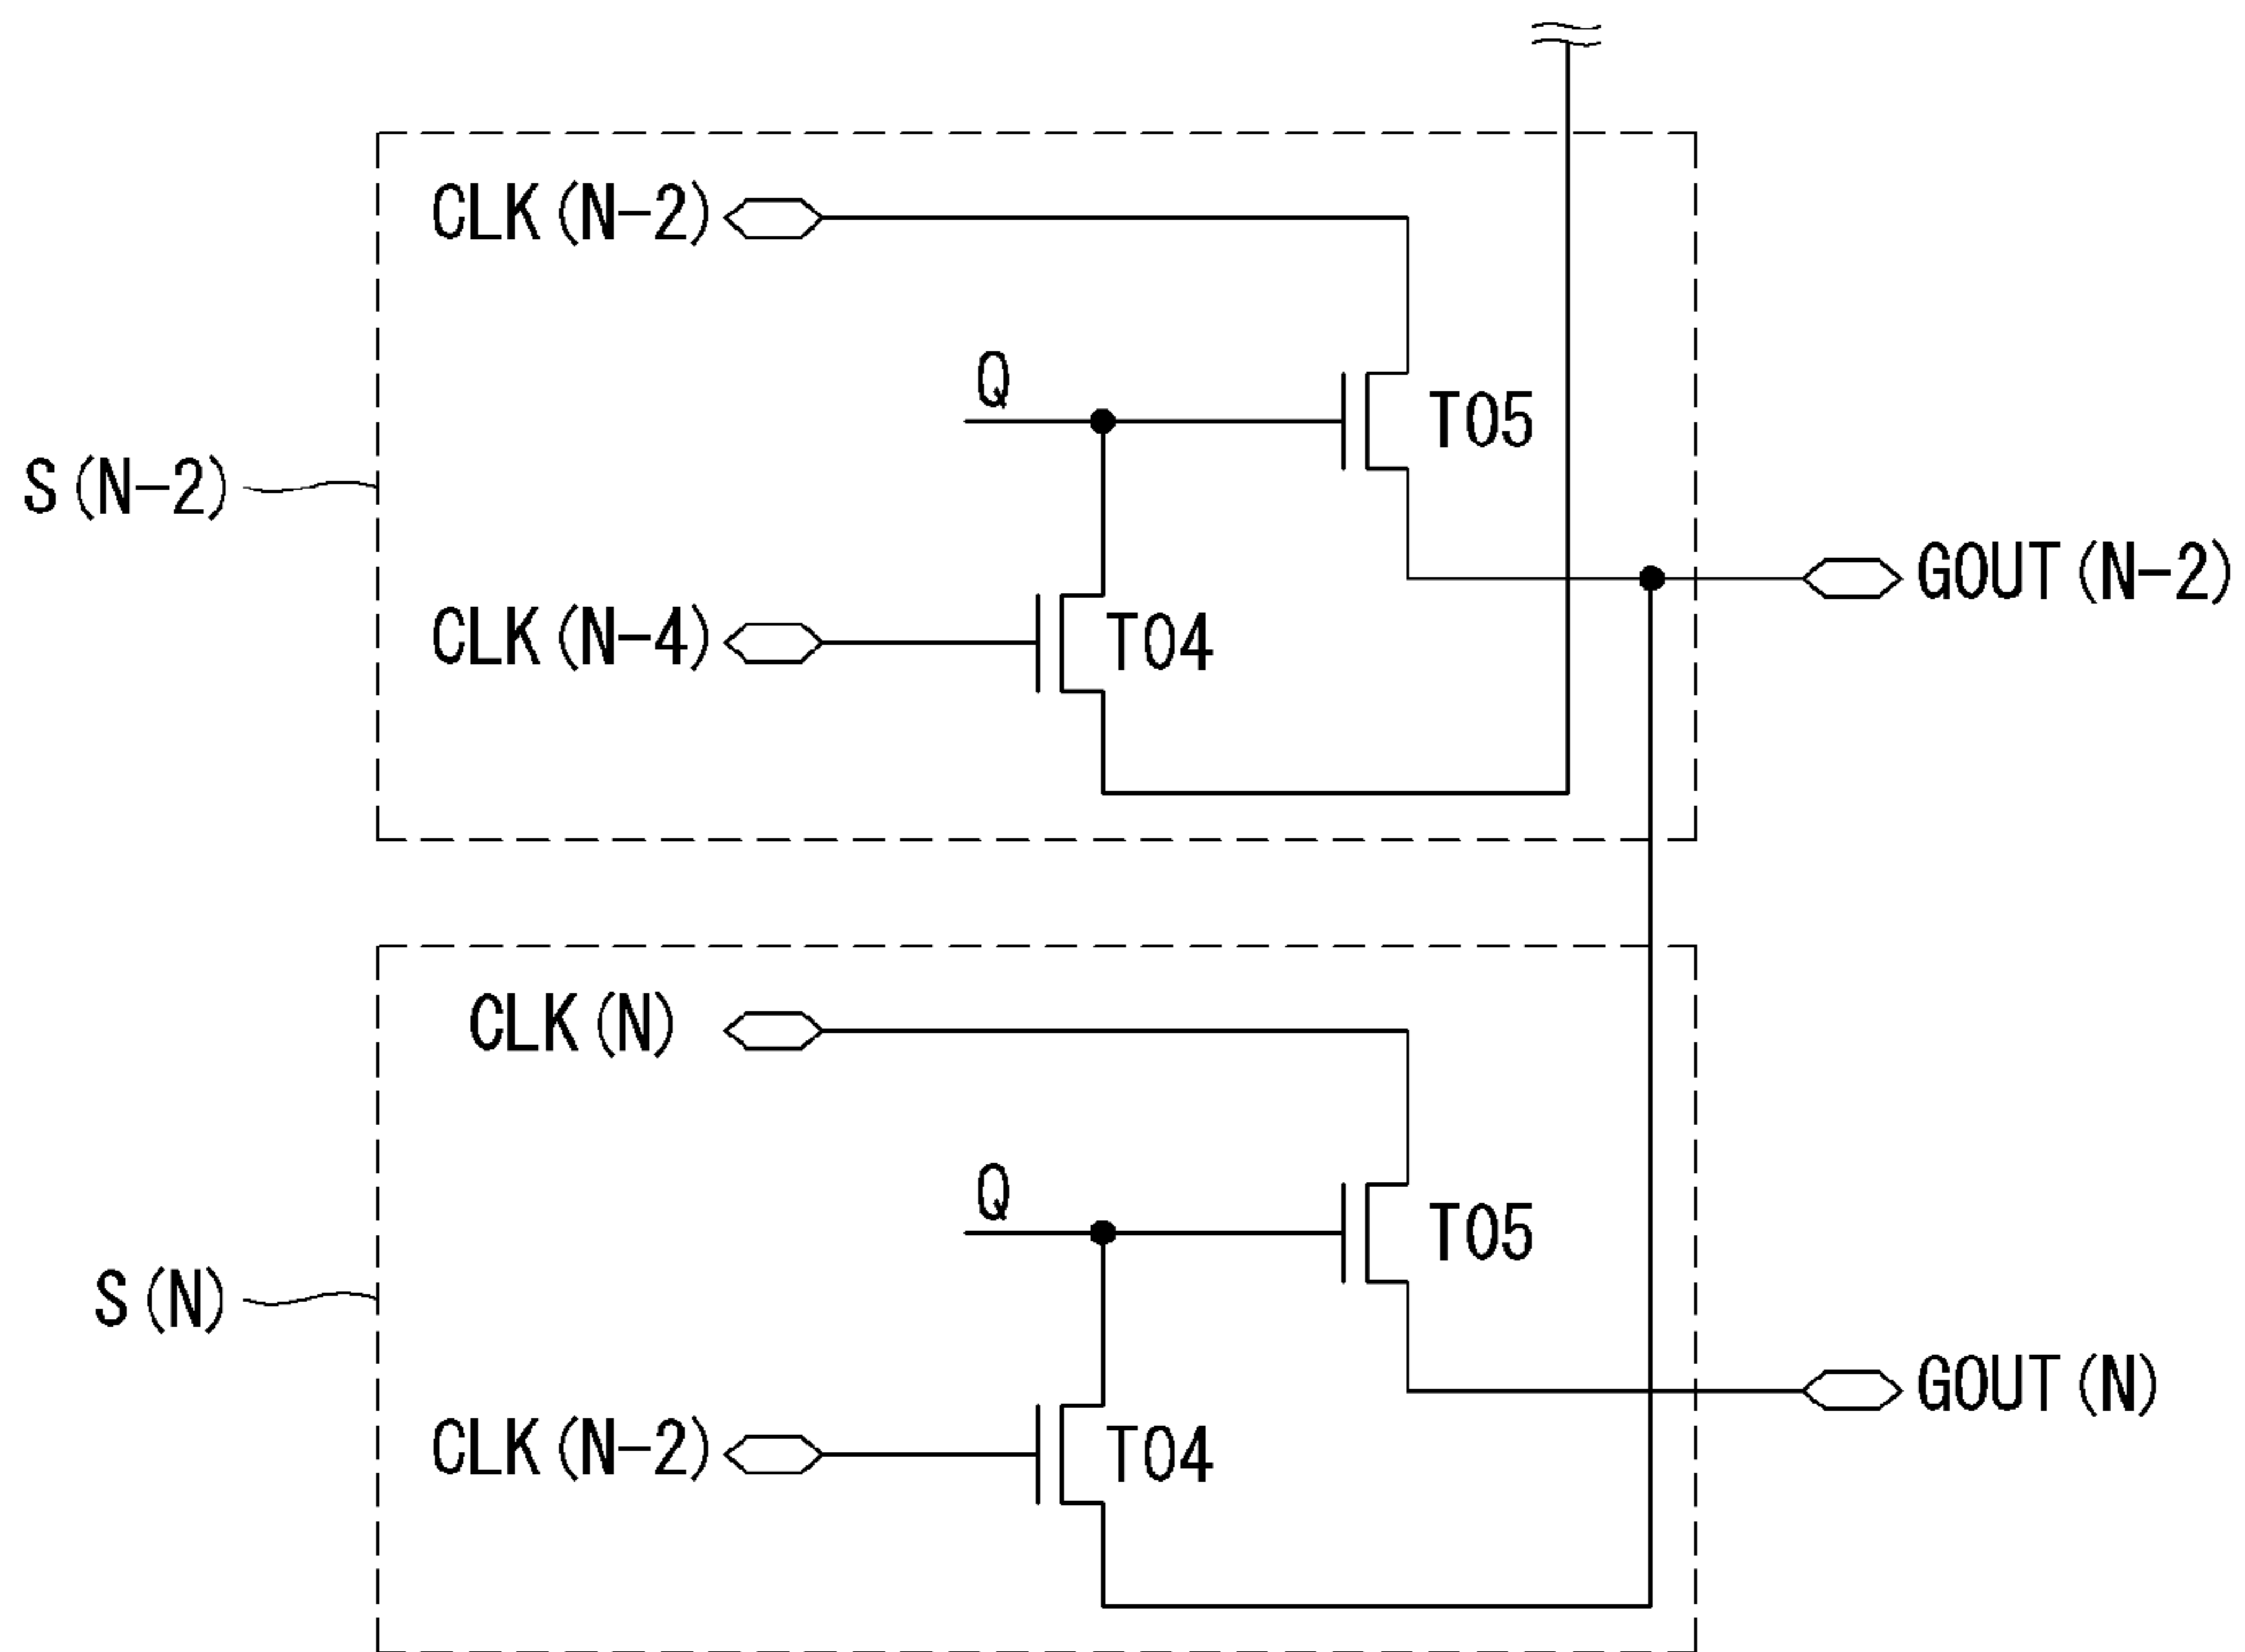 CLK(N-2)
Q
T05
S(N-2)
GOUT(N-2)
CLK(N-4)
T04
CLK(N)
Q
T05
S(N)
GOUT(N)
CLK(N-2)
T04